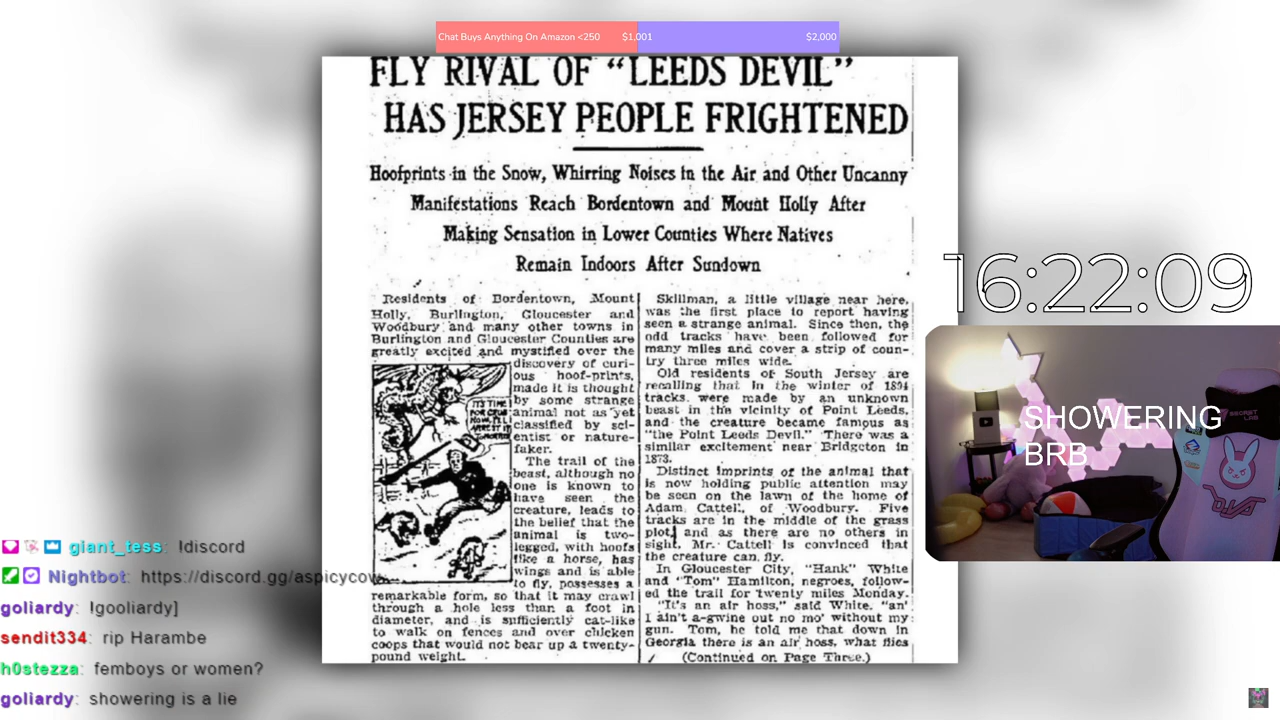 Chat Buys Anything On Amazon <250 $1,001 $2,000
FLY RIVAL OF “LEEDS DEVIL”
HAS JERSEY PEOPLE FRIGHTENED
Hoofprints in the Snow, Whirring Noises in the Air and Other Uncanny
Manifestations Reach Bordentown and Mount Holly After
Making Sensation in Lower Counties Where Natives
Remain Indoors After Sundown
Residents of Bordentown, Mount
Holly, Burlington, Gloucester and
Woodbury and many other towns in
Burlington and Gloucester Counties are
greatly excited and mystified over the
discovery of curi-
ous hoof-prints,
made it is thought
by some strange
animal not as yet
classified by sci-
entist or nature-
faker.
The trail of the
beast, although no
one is known to
have seen the
creature, leads to
the belief that the
animal is two-
legged, with hoofs
like a horse, has
wings and is able
to fly, possesses a
remarkable form, so that it may crawl
through a hole less than a foot in
diameter, and is sufficiently cat-like
to walk on fences and over chicken
coops that would not bear up a twenty-
pound weight.
IT'S TIME
Skillman, a little village near here,
was the first place to report having
seen a strange animal. Since then, the
odd tracks have been followed for
many miles and cover a strip of coun-
try three miles wide.
Old residents of South Jersey are
recalling that in the winter of 1894
tracks were made by an unknown
beast in the vicinity of Point Leeds,
and the creature became famous as
"the Point Leeds Devil." There was a
similar excitement near Bridgeton in
1873.
Distinct imprints of the animal that
is now holding public attention may
be seen on the lawn of the home of
Adam Cattell, of Woodbury. Five
tracks are in the middle of the grass
plot, and as there are no others in
sight, Mr. Cattell is convinced that
the creature can fly.
In Gloucester City, "Hank" White
and "Tom" Hamilton, negroes, follow-
ed the trail for twenty miles Monday.
"It's an air hoss," said White. "an'
I ain't a-gwine out no mo' without my
gun. Tom, he told me that down in
Georgia there is an air hoss, what flies
(Continued on Page Three.)
16:22:09
SHOWERING
BRB
SECRET
LAB
giant_tess: !discord
Nightbot: https://discord.gg/aspicycow
goliardy: !gooliardy]
sendit334: rip Harambe
h0stezza: femboys or women?
goliardy: showering is a lie